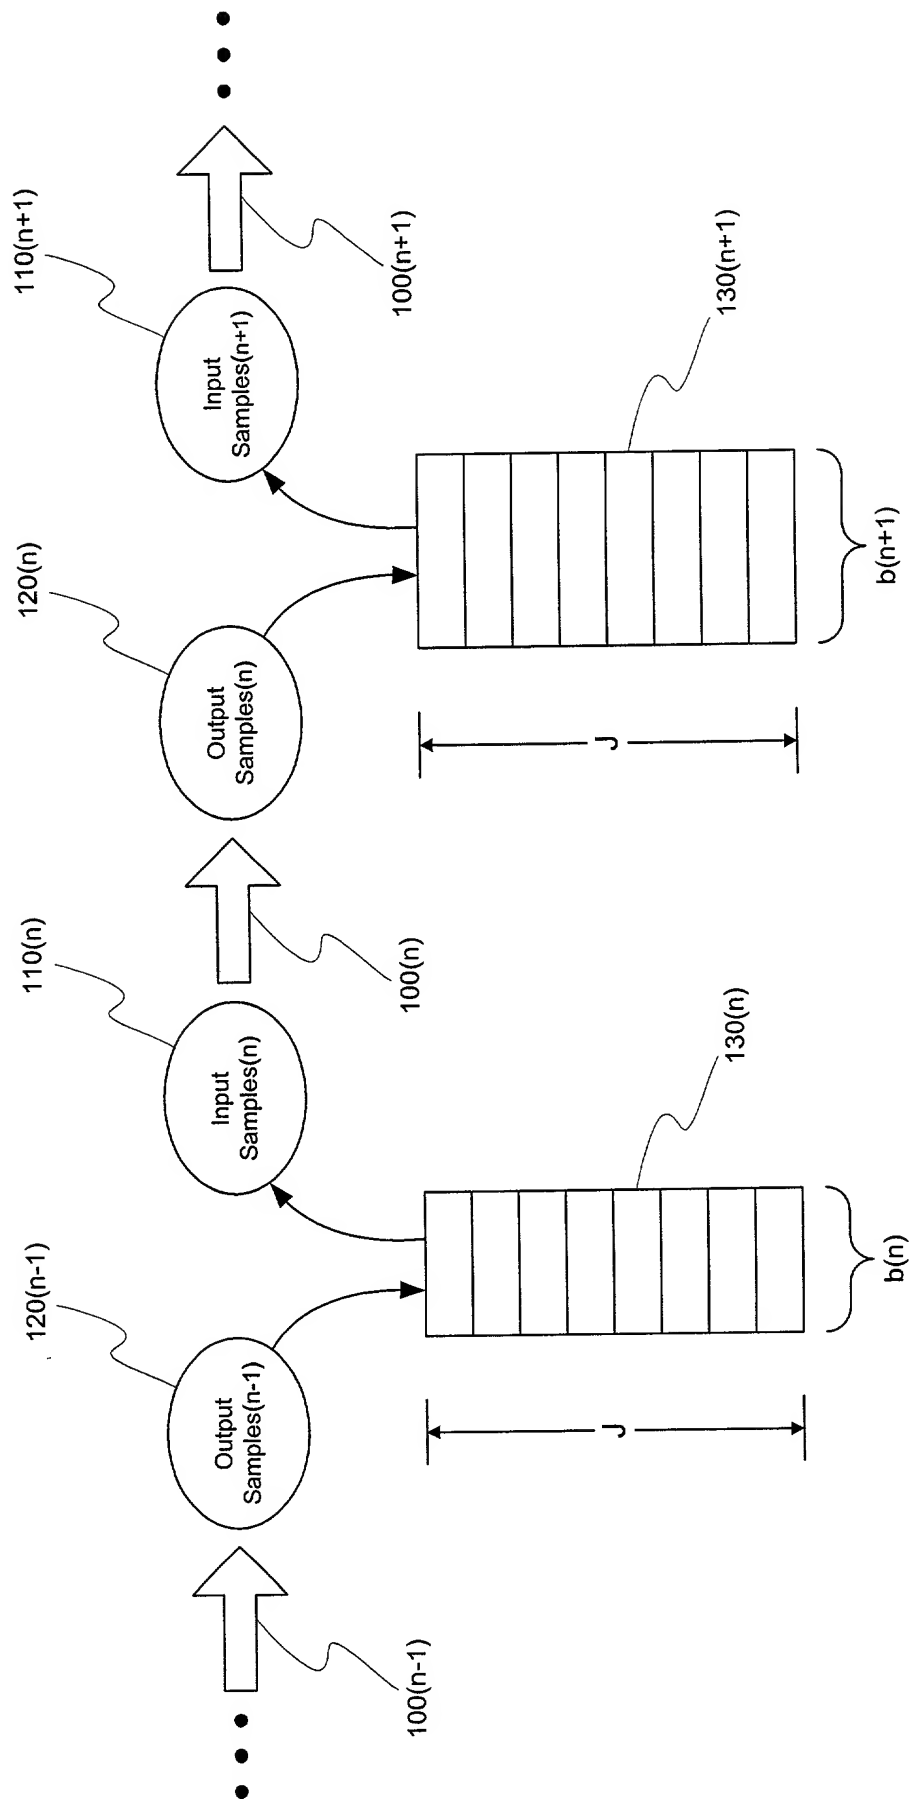 120(n-1)
110(n)
120(n)
110(n+1)
Output
Samples(n-1)
Input
Samples(n)
Output
Samples(n)
Input
Samples(n+1)
100(n-1)
100(n)
100(n+1)
J
130(n)
J
130(n+1)
b(n)
b(n+1)